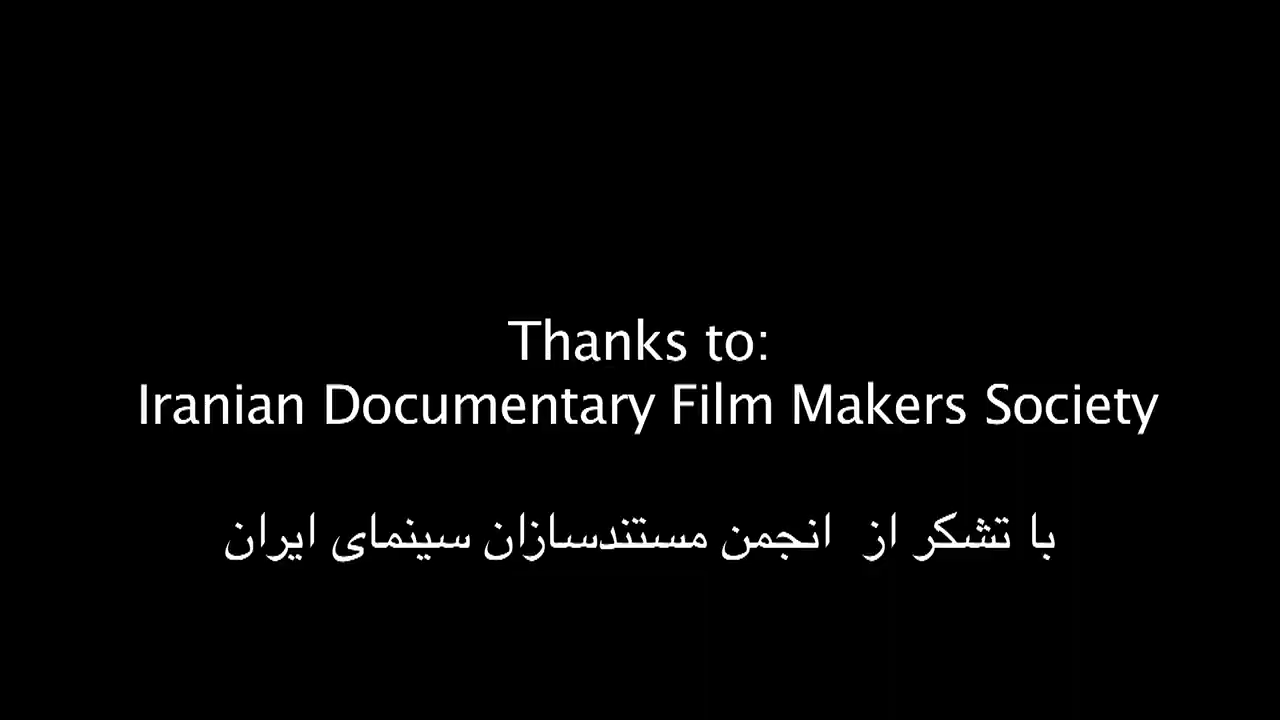 Thanks to:
Iranian Documentary Film Makers Society
با تشکر از انجمن مستندسازان سینمای ایران